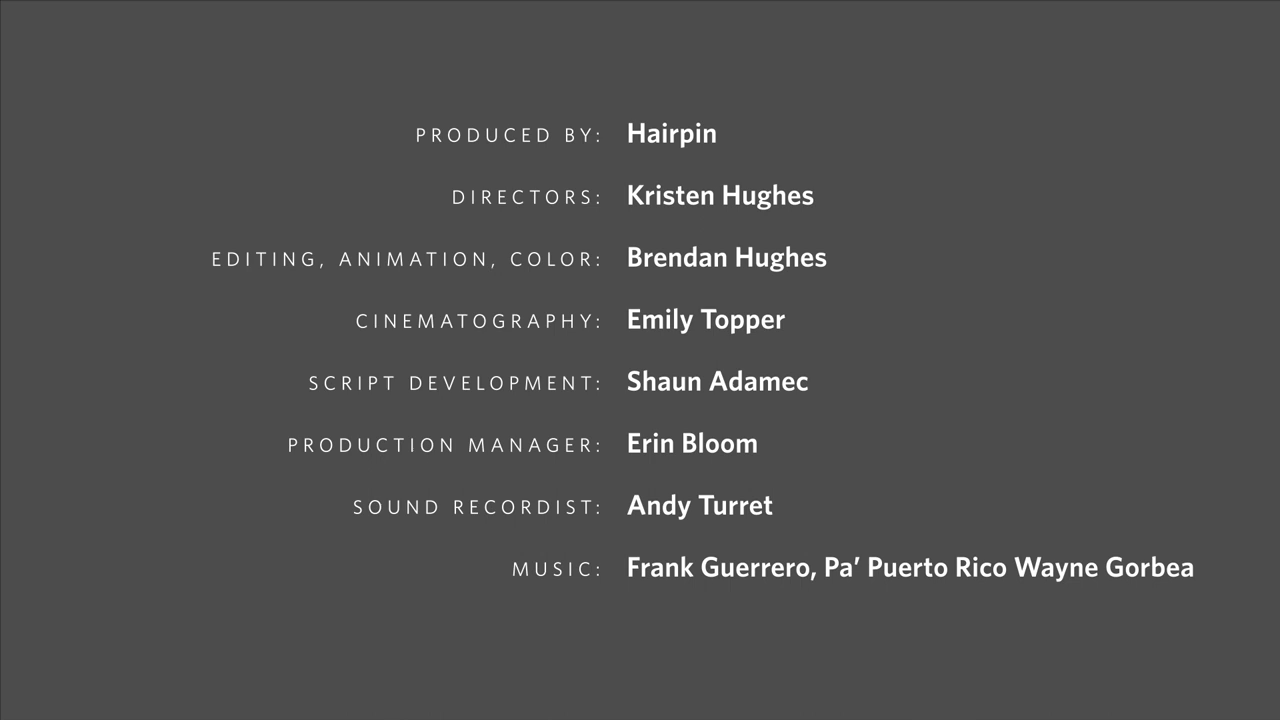 PRODUCED BY: Hairpin
DIRECTORS: Kristen Hughes
EDITING, ANIMATION, COLOR: Brendan Hughes
CINEMATOGRAPHY: Emily Topper
SCRIPT DEVELOPMENT: Shaun Adamec
PRODUCTION MANAGER: Erin Bloom
SOUND RECORDIST: Andy Turret
MUSIC: Frank Guerrero, Pa’ Puerto Rico Wayne Gorbea